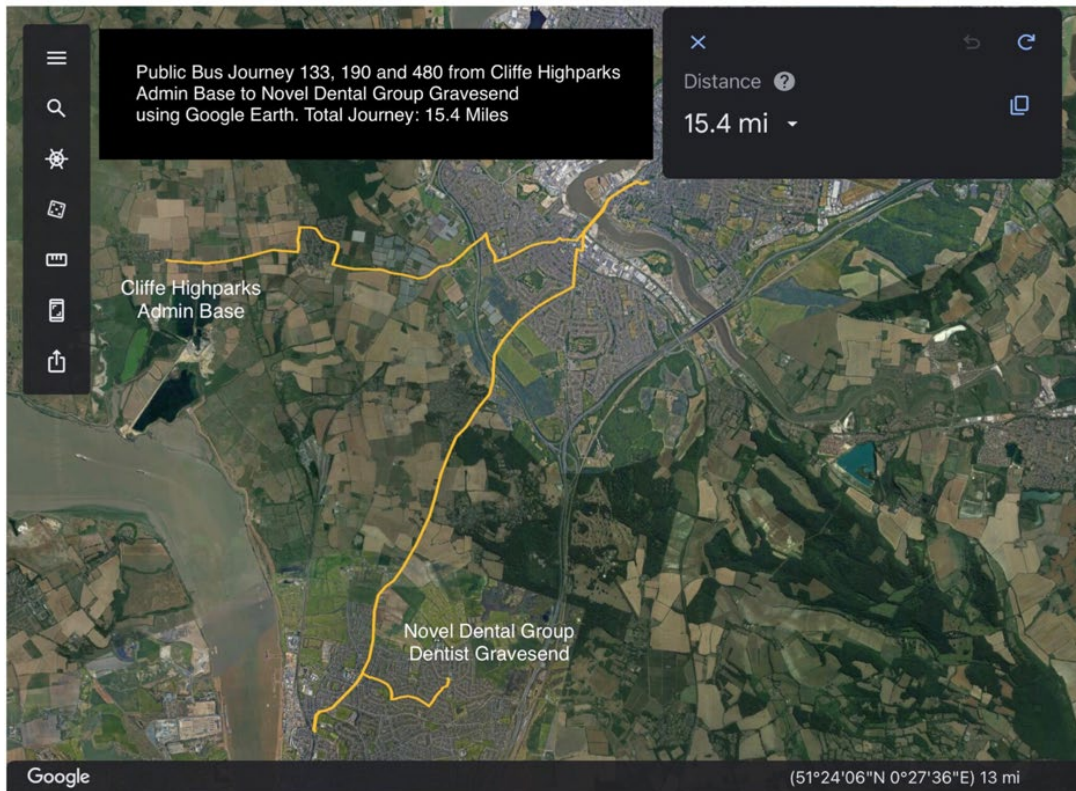 Public Bus Journey 133, 190 and 480 from Cliffe Highparks
Admin Base to Novel Dental Group Gravesend
using Google Earth. Total Journey: 15.4 Miles
Distance ?
15.4 mi
Cliffe Highparks
Admin Base
Novel Dental Group
Dentist Gravesend
Google
(51°24'06"N 0°27'36"E) 13 mi